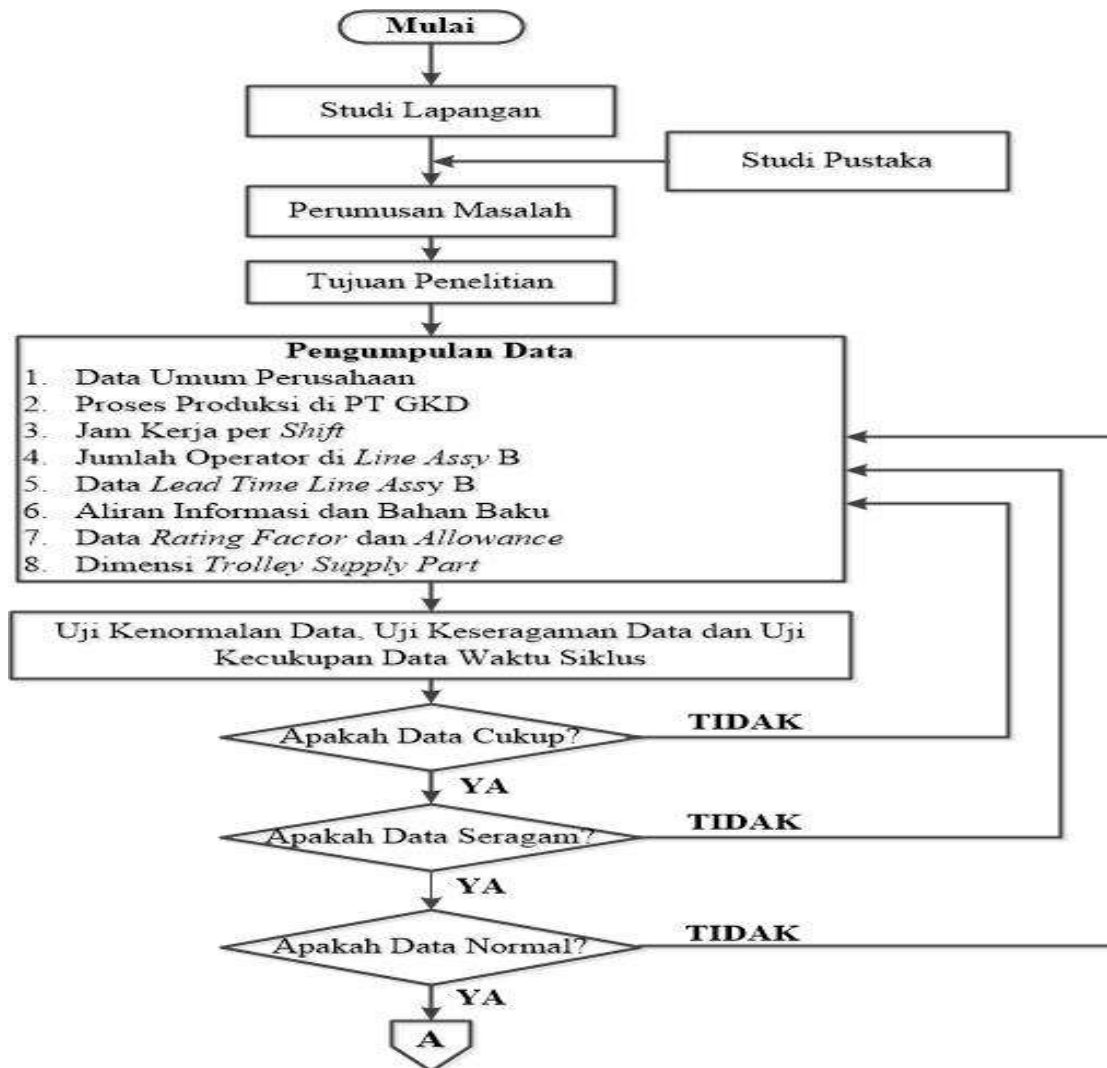 Mulai
Studi Lapangan
Studi Pustaka
Perumusan Masalah
Tujuan Penelitian
Pengumpulan Data
1. Data Umum Perusahaan
2. Proses Produksi di PT GKD
3. Jam Kerja per Shift
4. Jumlah Operator di Line Assy B
5. Data Lead Time Line Assy B
6. Aliran Informasi dan Bahan Baku
7. Data Rating Factor dan Allowance
8. Dimensi Trolley Supply Part
Uji Kenormalan Data, Uji Keseragaman Data dan Uji
Kecukupan Data Waktu Siklus
Apakah Data Cukup?
TIDAK
YA
Apakah Data Seragam?
TIDAK
YA
Apakah Data Normal?
TIDAK
YA
A